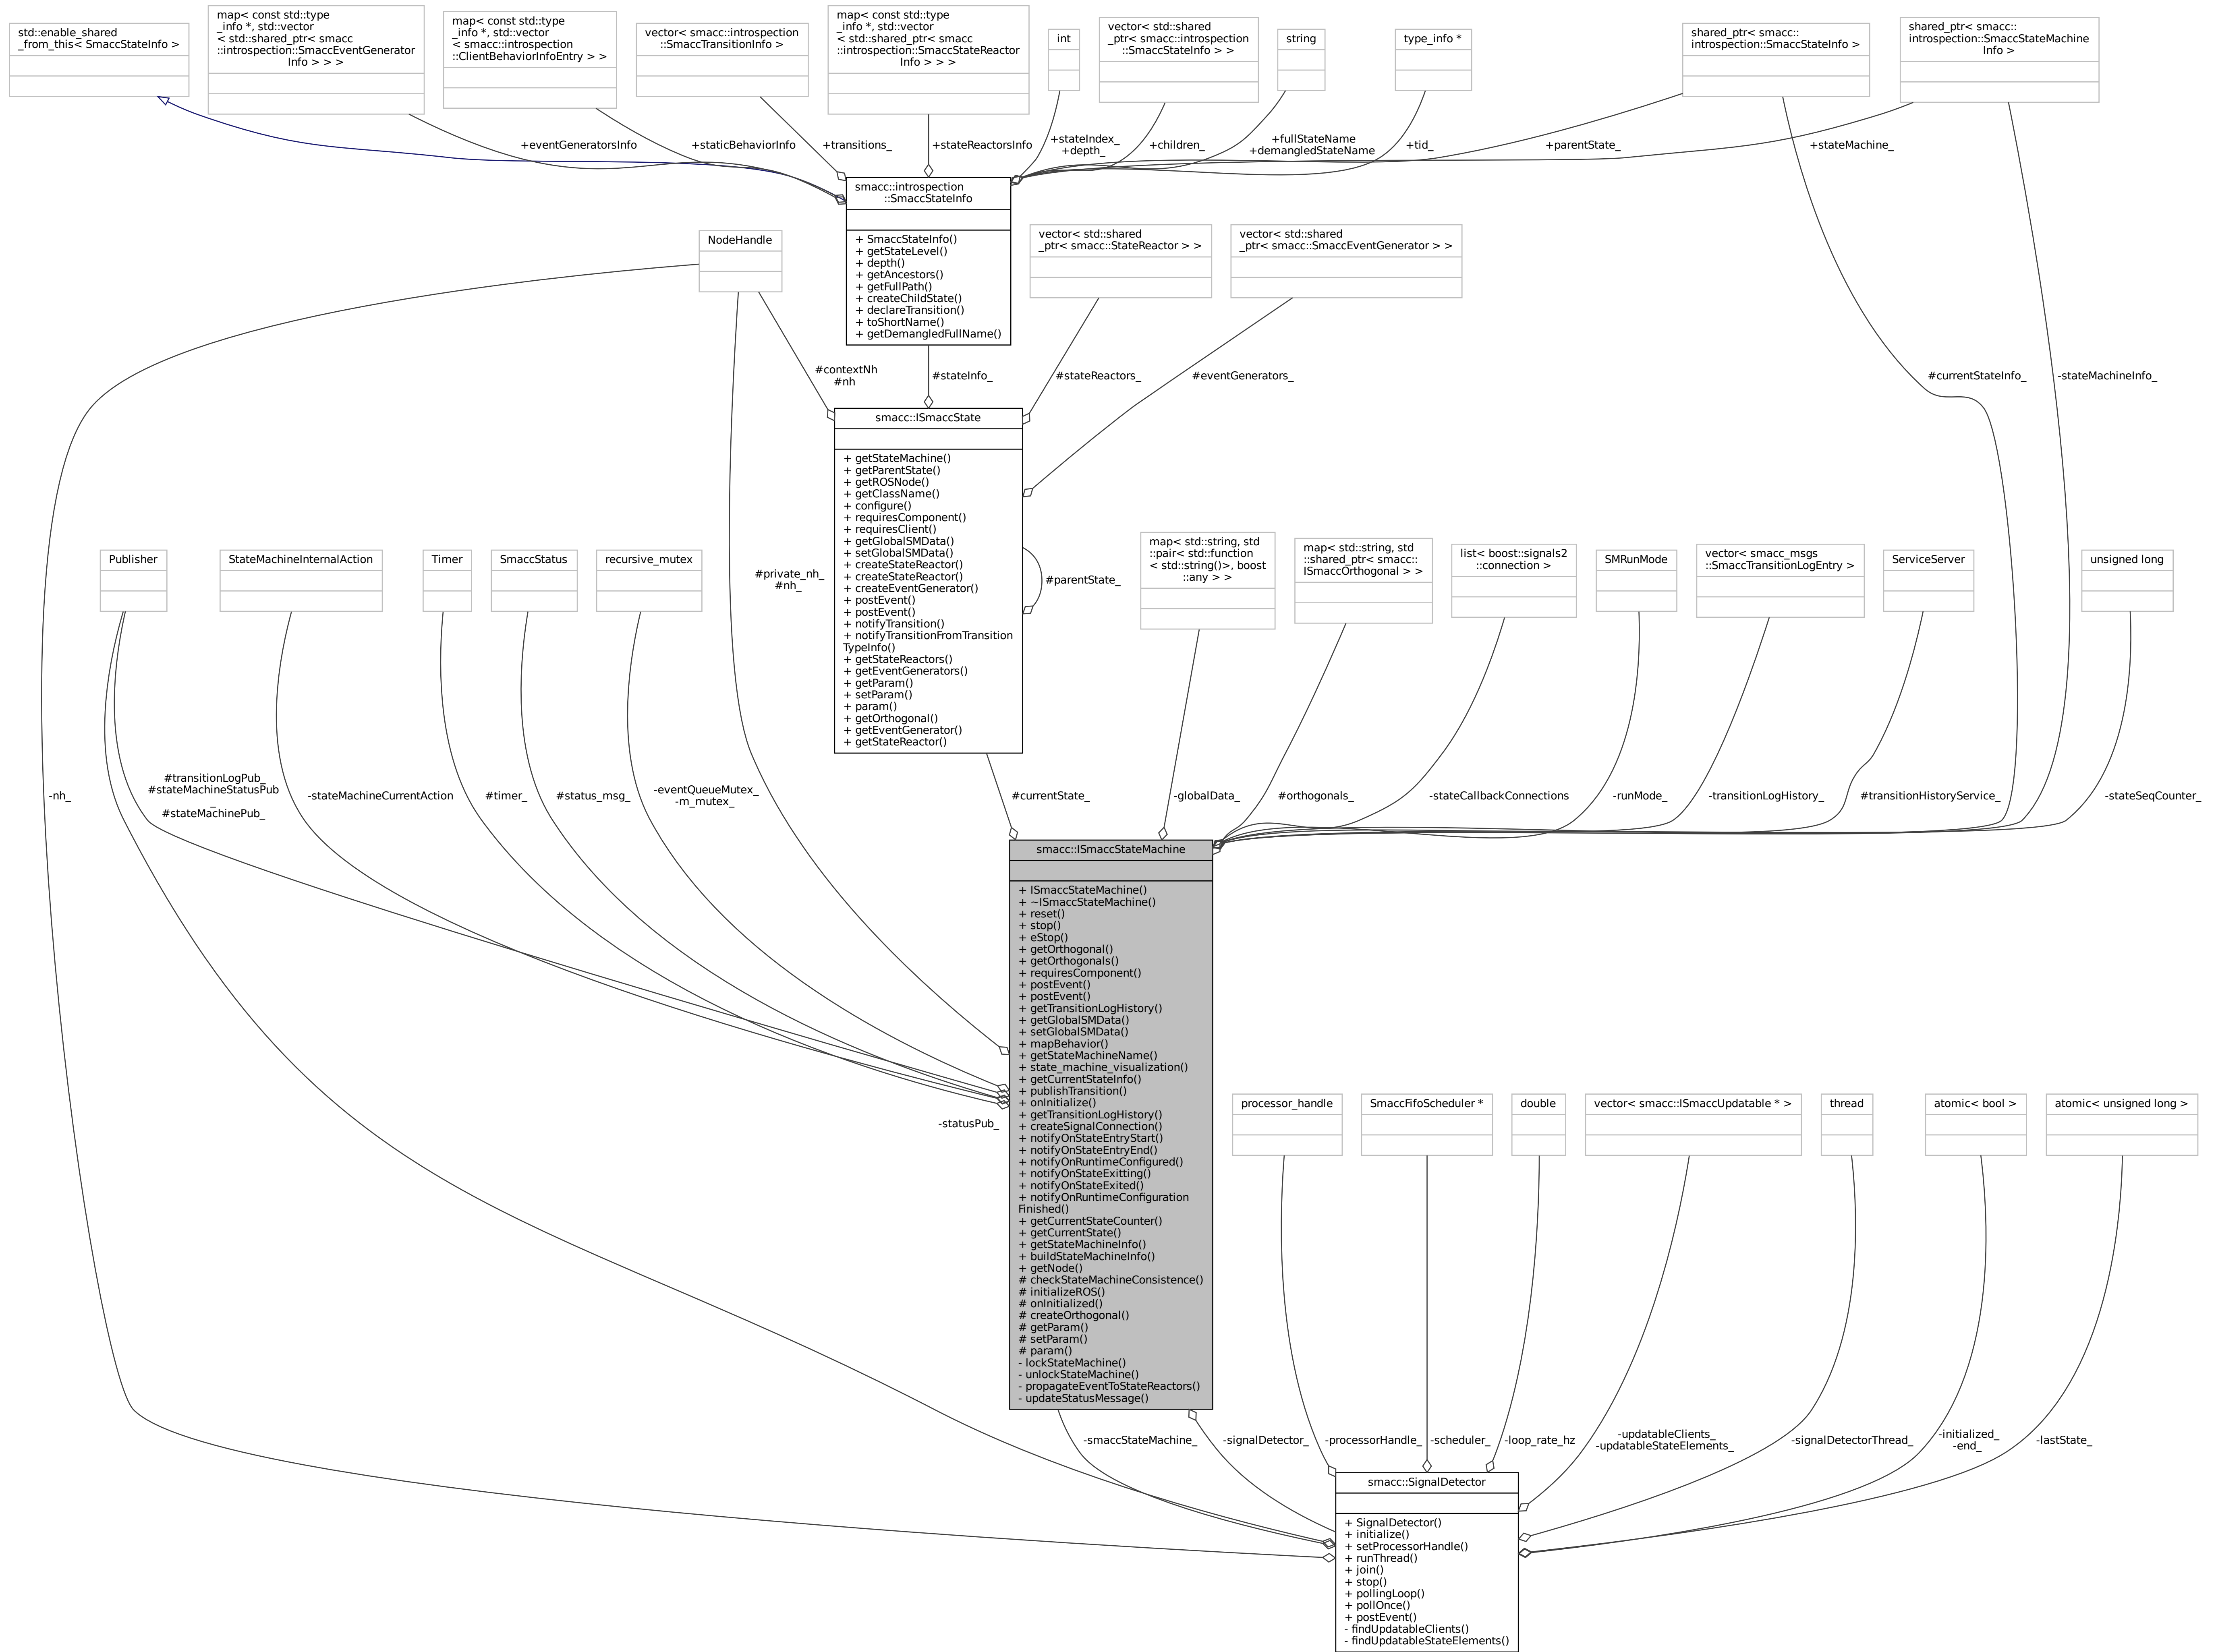 std::enable_shared
_from_this< SmaccStateInfo >
map< const std::type
_info *, std::vector
< std::shared_ptr< smacc
::introspection::SmaccEventGenerator
Info > > >
map< const std::type
_info *, std::vector
< smacc::introspection
::ClientBehaviorInfoEntry > >
vector< smacc::introspection
::SmaccTransitionInfo >
map< const std::type
_info *, std::vector
< std::shared_ptr< smacc
::introspection::SmaccStateReactor
Info > > >
int
vector< std::shared
_ptr< smacc::introspection
::SmaccStateInfo > >
string
type_info *
shared_ptr< smacc::
introspection::SmaccStateInfo >
shared_ptr< smacc::
introspection::SmaccStateMachine
Info >
+eventGeneratorsInfo
+staticBehaviorInfo
+transitions_
+stateReactorsInfo
+stateIndex_
+depth_
+children_
+fullStateName
+demangledStateName
+tid_
+parentState_
+stateMachine_
smacc::introspection
::SmaccStateInfo
+ SmaccStateInfo()
+ getStateLevel()
+ depth()
+ getAncestors()
+ getFullPath()
+ createChildState()
+ declareTransition()
+ toShortName()
+ getDemangledFullName()
NodeHandle
vector< std::shared
_ptr< smacc::StateReactor > >
vector< std::shared
_ptr< smacc::SmaccEventGenerator > >
#contextNh
#nh
#stateInfo_
#stateReactors_
#eventGenerators_
#currentStateInfo_
-stateMachineInfo_
smacc::ISmaccState
+ getStateMachine()
+ getParentState()
+ getROSNode()
+ getClassName()
+ configure()
+ requiresComponent()
+ requiresClient()
+ getGlobalSMData()
+ setGlobalSMData()
+ createStateReactor()
+ createStateReactor()
+ createEventGenerator()
+ postEvent()
+ postEvent()
+ notifyTransition()
+ notifyTransitionFromTransition
TypeInfo()
+ getStateReactors()
+ getEventGenerators()
+ getParam()
+ setParam()
+ param()
+ getOrthogonal()
+ getEventGenerator()
+ getStateReactor()
#parentState_
Publisher
StateMachineInternalAction
Timer
SmaccStatus
recursive_mutex
#private_nh_
#nh_
map< std::string, std
::pair< std::function
< std::string()>, boost
::any > >
map< std::string, std
::shared_ptr< smacc::
ISmaccOrthogonal > >
list< boost::signals2
::connection >
SMRunMode
vector< smacc_msgs
::SmaccTransitionLogEntry >
ServiceServer
unsigned long
-nh_
#transitionLogPub_
#stateMachineStatusPub
_
#stateMachinePub_
-stateMachineCurrentAction
#timer_
#status_msg_
-eventQueueMutex_
-m_mutex_
#currentState_
-globalData_
#orthogonals_
-stateCallbackConnections
-runMode_
-transitionLogHistory_
#transitionHistoryService_
-stateSeqCounter_
smacc::ISmaccStateMachine
+ ISmaccStateMachine()
+ ~ISmaccStateMachine()
+ reset()
+ stop()
+ eStop()
+ getOrthogonal()
+ getOrthogonals()
+ requiresComponent()
+ postEvent()
+ postEvent()
+ getTransitionLogHistory()
+ getGlobalSMData()
+ setGlobalSMData()
+ mapBehavior()
+ getStateMachineName()
+ state_machine_visualization()
+ getCurrentStateInfo()
+ publishTransition()
+ onInitialize()
+ getTransitionLogHistory()
+ createSignalConnection()
+ notifyOnStateEntryStart()
+ notifyOnStateEntryEnd()
+ notifyOnRuntimeConfigured()
+ notifyOnStateExitting()
+ notifyOnStateExited()
+ notifyOnRuntimeConfiguration
Finished()
+ getCurrentStateCounter()
+ getCurrentState()
+ getStateMachineInfo()
+ buildStateMachineInfo()
+ getNode()
# checkStateMachineConsistence()
# initializeROS()
# onInitialized()
# createOrthogonal()
# getParam()
# setParam()
# param()
- lockStateMachine()
- unlockStateMachine()
- propagateEventToStateReactors()
- updateStatusMessage()
-statusPub_
processor_handle
SmaccFifoScheduler *
double
vector< smacc::ISmaccUpdatable * >
thread
atomic< bool >
atomic< unsigned long >
-smaccStateMachine_
-signalDetector_
-processorHandle_
-scheduler_
-loop_rate_hz
-updatableClients_
-updatableStateElements_
-signalDetectorThread_
-initialized_
-end_
-lastState_
smacc::SignalDetector
+ SignalDetector()
+ initialize()
+ setProcessorHandle()
+ runThread()
+ join()
+ stop()
+ pollingLoop()
+ pollOnce()
+ postEvent()
- findUpdatableClients()
- findUpdatableStateElements()